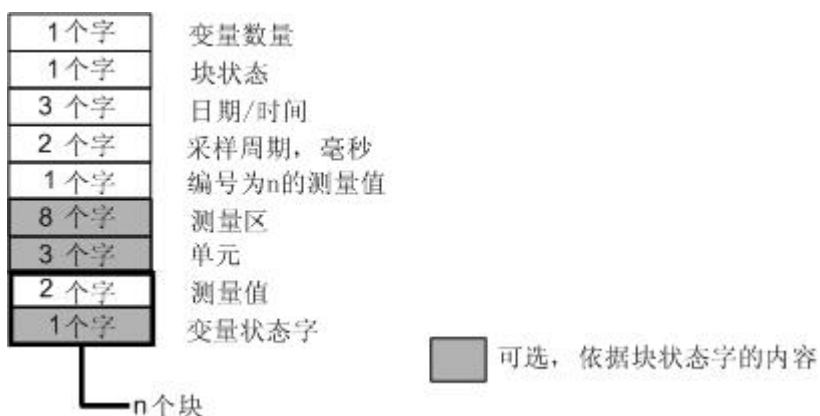 1个字 变量数量
1个字 块状态
3 个字 日期/时间
2 个字 采样周期，毫秒
1 个字 编号为n的测量值
8 个字 测量区
3 个字 单元
2 个字 测量值
1个字 变量状态字
可选，依据块状态字的内容
n个块